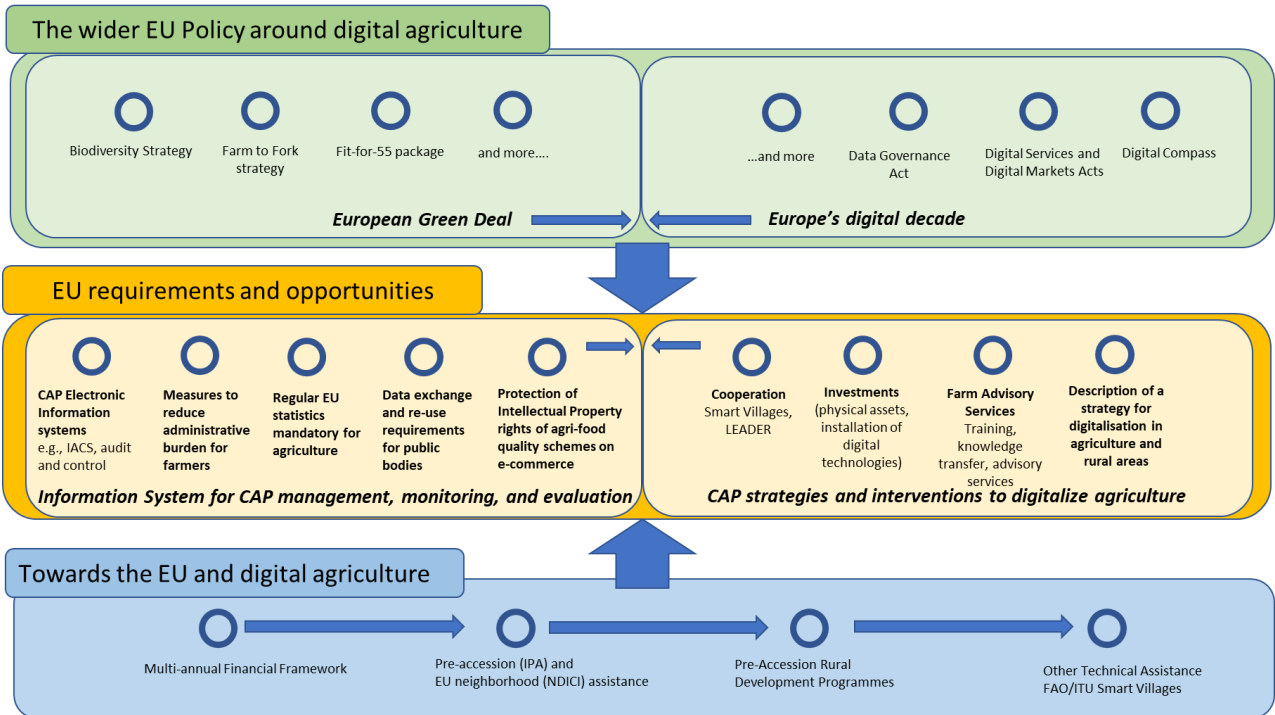 The wider EU Policy around digital agriculture
Biodiversity Strategy
Farm to Fork
strategy
Fit-for-55 package
and more....
...and more
Data Governance
Act
Digital Services and
Digital Markets Acts
Digital Compass
European Green Deal
Europe's digital decade
EU requirements and opportunities
CAP Electronic
Information
systems
e.g., IACS, audit
and control
Measures to
reduce
administrative
burden for
farmers
Regular EU
statistics
mandatory for
agriculture
Data exchange
and re-use
requirements
for public
bodies
Protection of
Intellectual Property
rights of agri-food
quality schemes on
e-commerce
Cooperation
Smart Villages,
LEADER
Investments
(physical assets,
installation of
digital
technologies)
Farm Advisory
Services
Training,
knowledge
transfer, advisory
services
Description of a
strategy for
digitalisation in
agriculture and
rural areas
Information System for CAP management, monitoring, and evaluation
CAP strategies and interventions to digitalize agriculture
Towards the EU and digital agriculture
Multi-annual Financial Framework
Pre-accession (IPA) and
EU neighborhood (NDICI) assistance
Pre-Accession Rural
Development Programmes
Other Technical Assistance
FAO/ITU Smart Villages